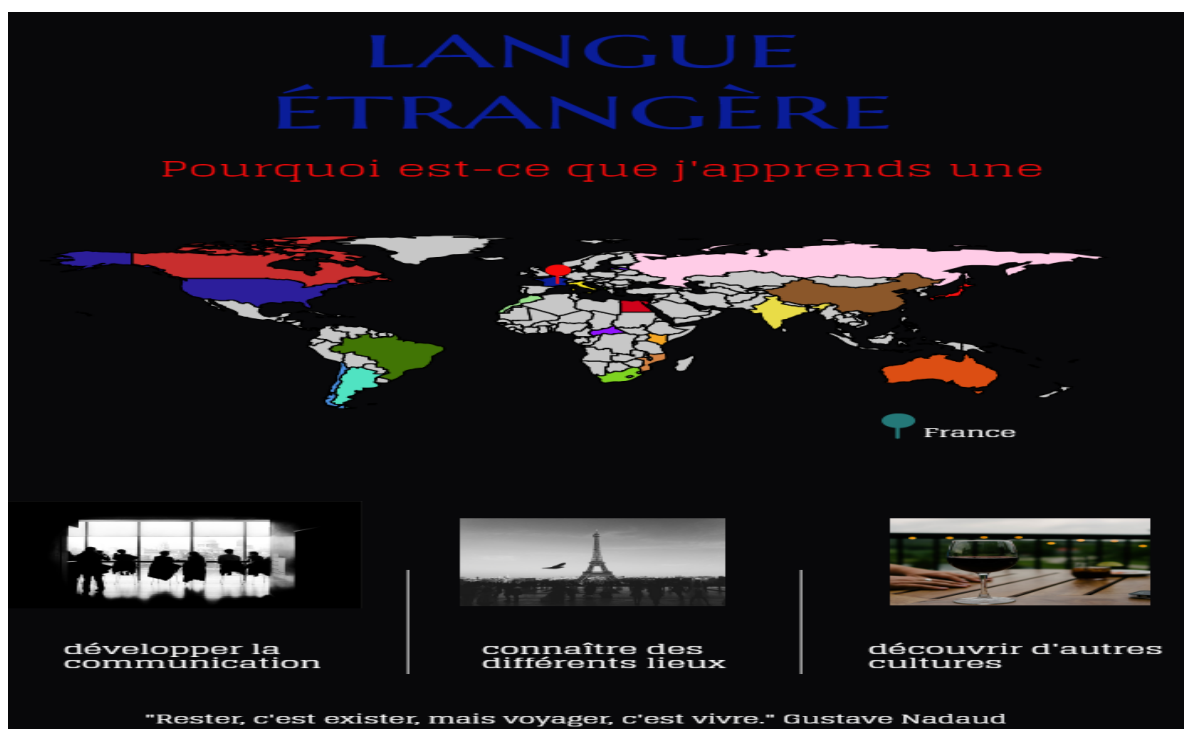 LANGUE
ÉTRANGÈRE
Pourquoi est-ce que j'apprends une
France
développer la
communication
connaître des
différents lieux
découvrir d'autres
cultures
"Rester, c'est exister, mais voyager, c'est vivre." Gustave Nadaud